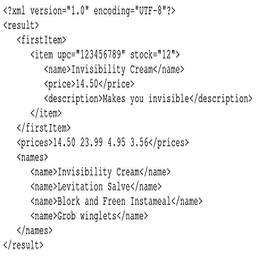 <?xml version="1.0" encoding="UTF-8"?>
<result>
<firstItem>
<item upc="123456789" stock="12">
<name>Invisibility Cream</name>
<price>14.50</price>
<description>Makes you invisible</description>
</item>
</firstItem>
<prices>14.50 23.99 4.95 3.56</prices>
<names>
<name>Invisibility Cream</name>
<name>Levitation Salve</name>
<name>Blork and Freen Instameal</name>
<name>Grob winglets</name>
</names>
</result>